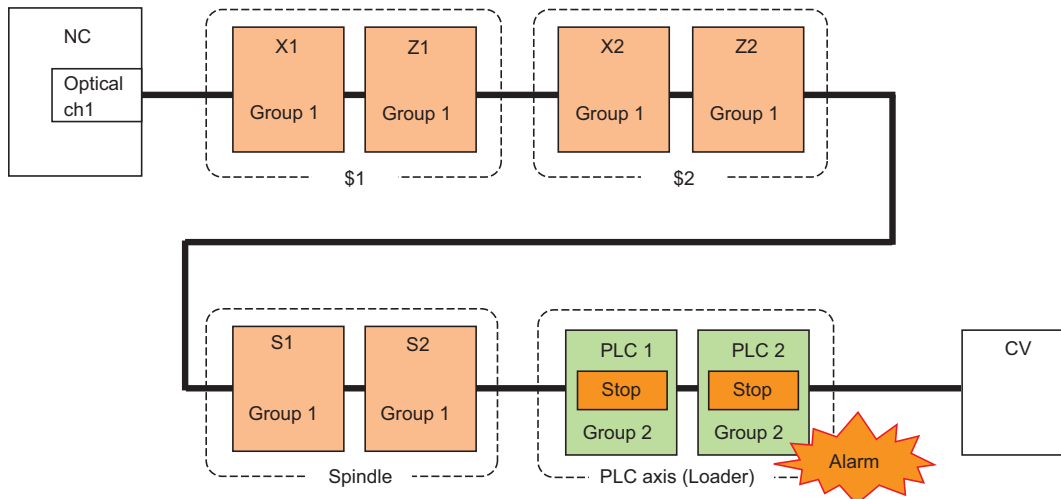 NC
Optical
ch1
X1
Group 1
Z1
Group 1
$1
X2
Group 1
Z2
Group 1
$2
S1
Group 1
S2
Group 1
Spindle
PLC 1
Stop
Group 2
PLC 2
Stop
Group 2
PLC axis (Loader)
Alarm
CV